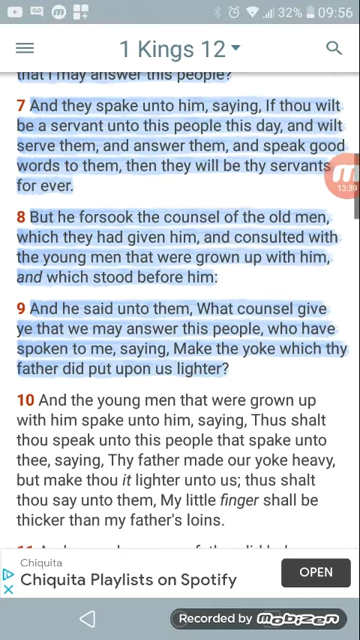 32% 09:56
1 Kings 12
that I may answer this people?
7 And they spake unto him, saying, If thou wilt
be a servant unto this people this day, and wilt
serve them, and answer them, and speak good
words to them, then they will be thy servants
for ever.
13:39
8 But he forsook the counsel of the old men,
which they had given him, and consulted with
the young men that were grown up with him,
and which stood before him:
9 And he said unto them, What counsel give
ye that we may answer this people, who have
spoken to me, saying, Make the yoke which thy
father did put upon us lighter?
10 And the young men that were grown up
with him spake unto him, saying, Thus shalt
thou speak unto this people that spake unto
thee, saying, Thy father made our yoke heavy,
but make thou it lighter unto us; thus shalt
thou say unto them, My little finger shall be
thicker than my father's loins.
Chiquita
Chiquita Playlists on Spotify
OPEN
Recorded by mobizen